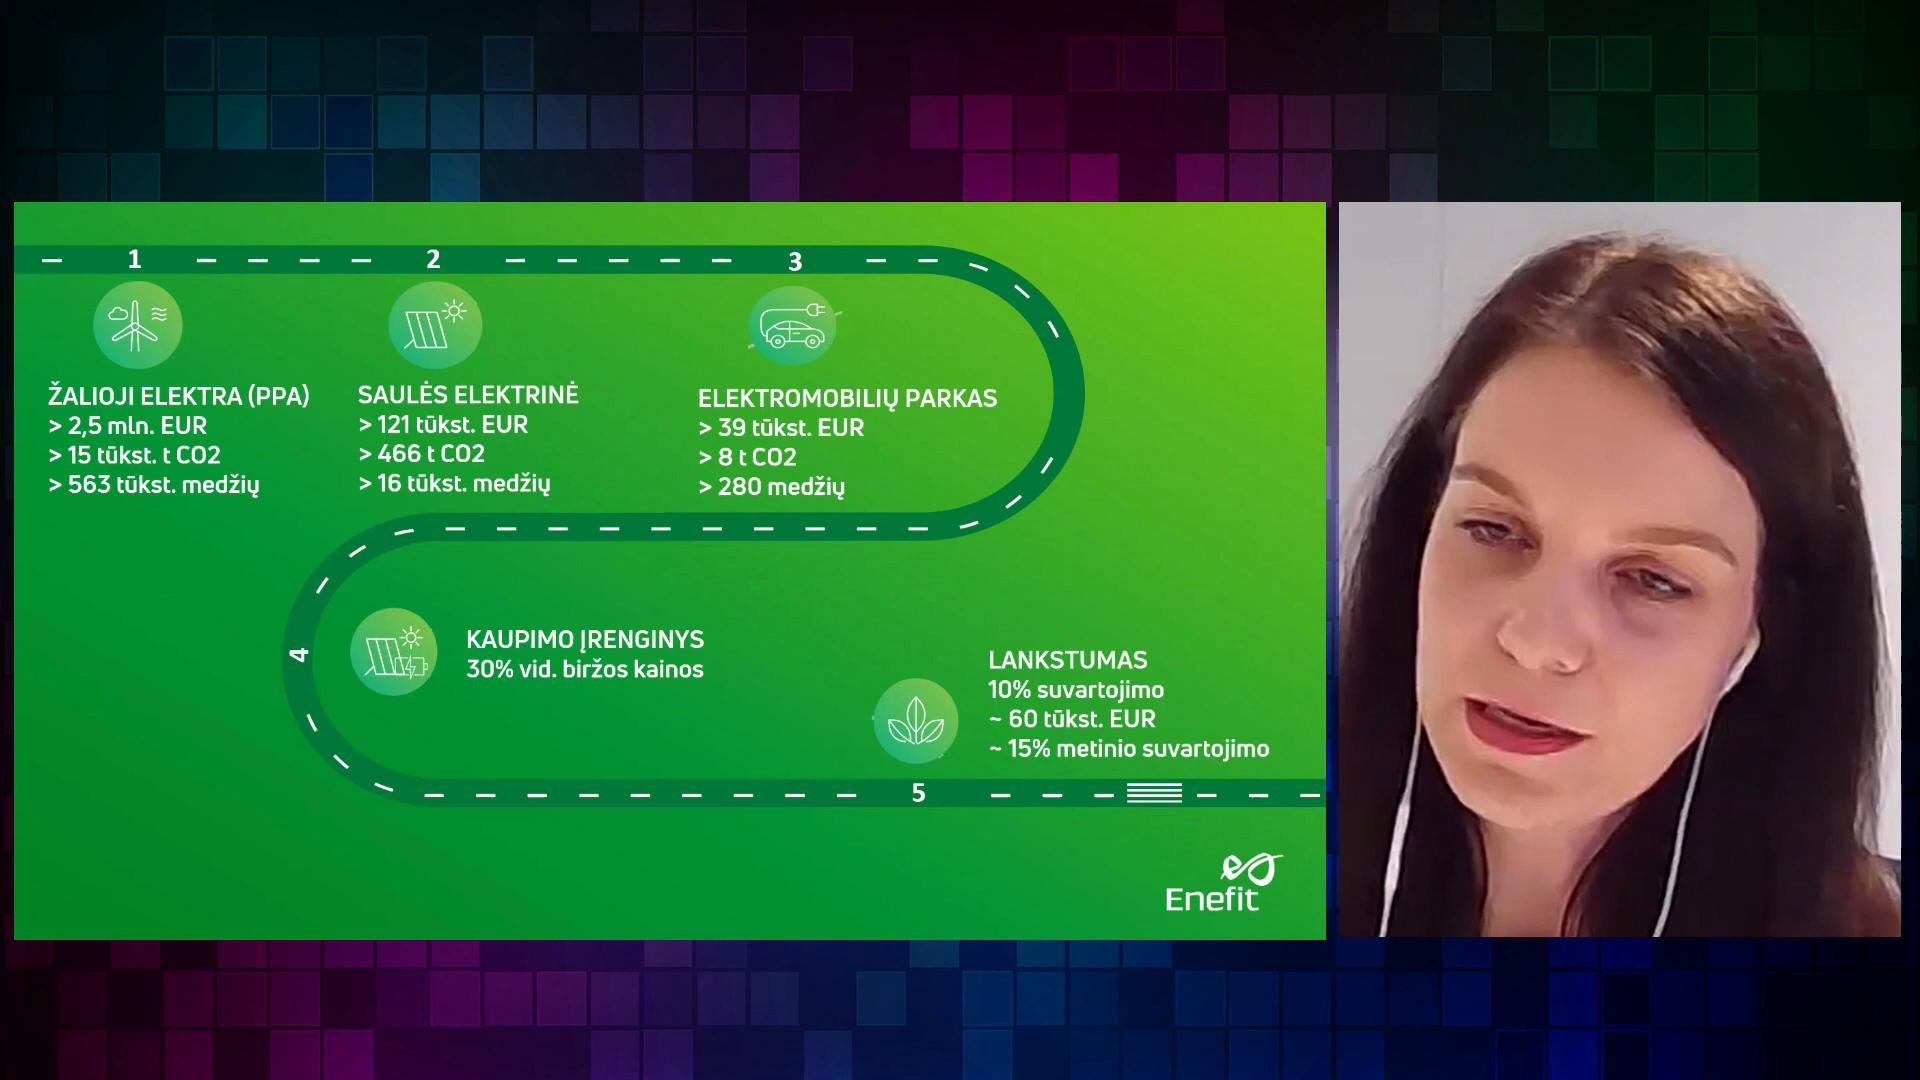 1
ŽALIOJI ELEKTRA (PPA)
> 2,5 mln. EUR
> 15 tūkst. t CO2
> 563 tūkst. medžių
2
SAULĖS ELEKTRINĖ
> 121 tūkst. EUR
> 466 t CO2
> 16 tūkst. medžių
3
ELEKTROMOBILIŲ PARKAS
> 39 tūkst. EUR
> 8 t CO2
> 280 medžių
4
KAUPIMO ĮRENGINYS
30% vid. biržos kainos
5
LANKSTUMAS
10% suvartojimo
~ 60 tūkst. EUR
~ 15% metinio suvartojimo
Enefit